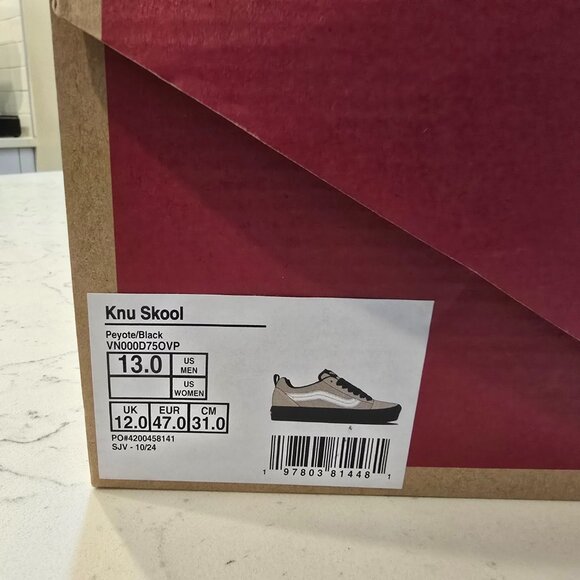 Knu Skool
Peyote/Black
VN000D75OVP
13.0 US MEN
US WOMEN
UK EUR CM
12.0 47.0 31.0
PO#4200458141
SJV - 10/24
1 97803 81448 1